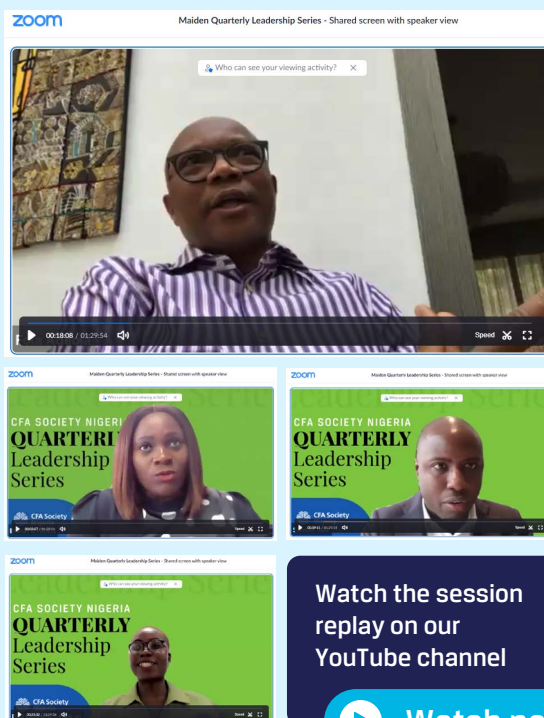 zoom
Maiden Quarterly Leadership Series - Shared screen with speaker view
Who can see your viewing activity? X
00:18:08 / 01:29:54
Speed
zoom
Maiden Quarterly Leadership Series - Shared screen with speaker view
Who can see your viewing activity? X
CFA SOCIETY NIGERI
QUARTERLY
Leadership
Series
CFA Society
Speed
zoom
Maiden Quarterly Leadership Series - Shared screen with speaker view
Who can see your viewing activity? X
CFA SOCIETY NIGERIA
QUARTERLY
Leadership
Series
CFA Society
Speed
zoom
Maiden Quarterly Leadership Series - Shared screen with speaker view
Who can see your viewing activity? X
CFA SOCIETY NIGERIA
QUARTERLY
Leadership
Series
CFA Society
Speed
Watch the session
replay on our
YouTube channel